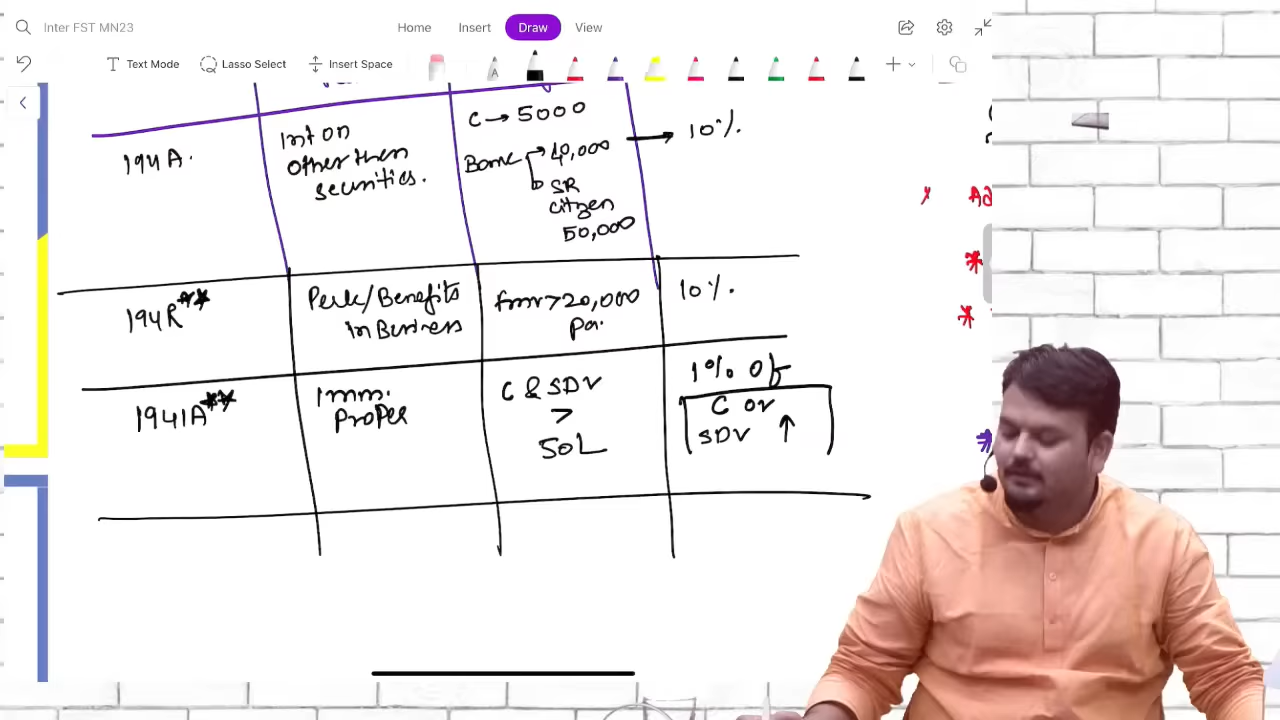 Inter FST MN23
Home Insert Draw View
Text Mode Lasso Select Insert Space
194A.
Int on
other than
securities.
C → 5000
Bank → 40,000
SR
citizen
50,000
10%.
194R**
Perk/Benefits
in Business
> 20,000
pa.
10%.
194IA**
Imm.
Proper
C & SDV
>
50L
1% of
C or
SDV ↑